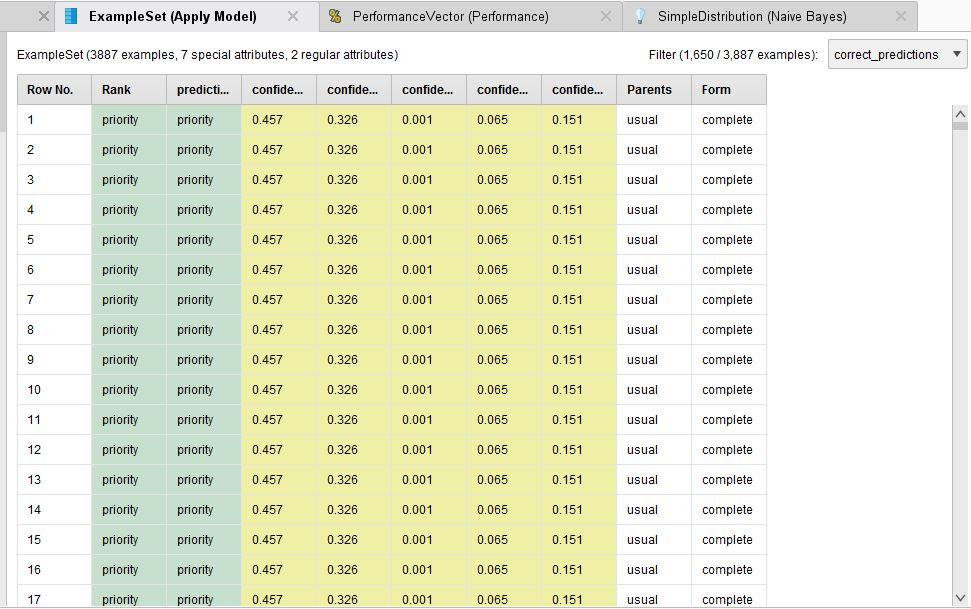 ExampleSet (Apply Model) PerformanceVector (Performance) SimpleDistribution (Naive Bayes)
ExampleSet (3887 examples, 7 special attributes, 2 regular attributes) Filter (1,650 / 3,887 examples): correct_predictions
Row No. Rank predicti... confide... confide... confide... confide... confide... Parents Form
1 priority priority 0.457 0.326 0.001 0.065 0.151 usual complete
2 priority priority 0.457 0.326 0.001 0.065 0.151 usual complete
3 priority priority 0.457 0.326 0.001 0.065 0.151 usual complete
4 priority priority 0.457 0.326 0.001 0.065 0.151 usual complete
5 priority priority 0.457 0.326 0.001 0.065 0.151 usual complete
6 priority priority 0.457 0.326 0.001 0.065 0.151 usual complete
7 priority priority 0.457 0.326 0.001 0.065 0.151 usual complete
8 priority priority 0.457 0.326 0.001 0.065 0.151 usual complete
9 priority priority 0.457 0.326 0.001 0.065 0.151 usual complete
10 priority priority 0.457 0.326 0.001 0.065 0.151 usual complete
11 priority priority 0.457 0.326 0.001 0.065 0.151 usual complete
12 priority priority 0.457 0.326 0.001 0.065 0.151 usual complete
13 priority priority 0.457 0.326 0.001 0.065 0.151 usual complete
14 priority priority 0.457 0.326 0.001 0.065 0.151 usual complete
15 priority priority 0.457 0.326 0.001 0.065 0.151 usual complete
16 priority priority 0.457 0.326 0.001 0.065 0.151 usual complete
17 priority priority 0.457 0.326 0.001 0.065 0.151 usual complete